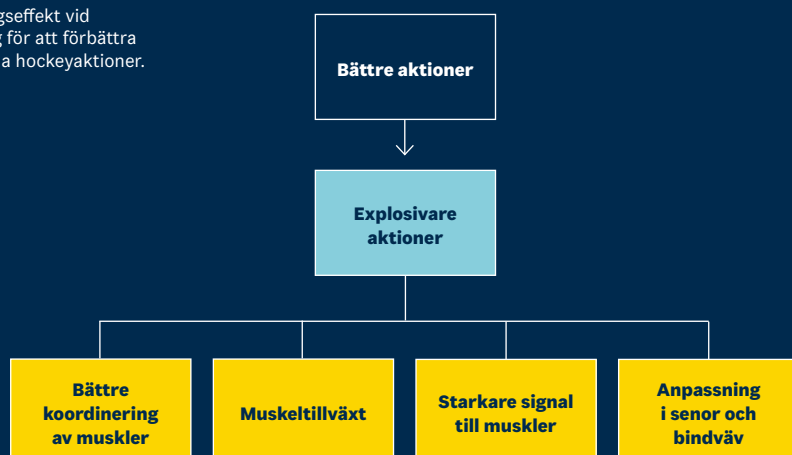 för att förbättra
hockeyaktioner.
vid
Bättre aktioner
Explosivare
aktioner
Bättre
koordinering
av muskler
Muskeltillväxt
Starkare signal
till muskler
Anpassning
i senor och
bindväv